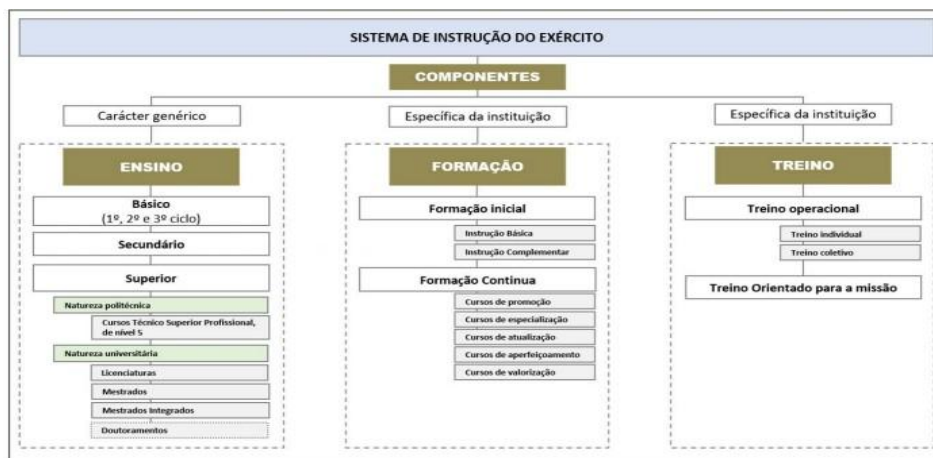 SISTEMA DE INSTRUÇÃO DO EXÉRCITO
COMPONENTES
Carácter genérico
Específica da instituição
Específica da instituição
ENSINO
Básico
(1º, 2º e 3º ciclo)
Secundário
Superior
Natureza politécnica
Cursos Técnico Superior Profissional,
de nível 5
Natureza universitária
Licenciaturas
Mestrados
Mestrados Integrados
Doutoramentos
FORMAÇÃO
Formação inicial
Instrução Básica
Instrução Complementar
Formação Continua
Cursos de promoção
Cursos de especialização
Cursos de atualização
Cursos de aperfeiçoamento
Cursos de valorização
TREINO
Treino operacional
Treino individual
Treino coletivo
Treino Orientado para a missão